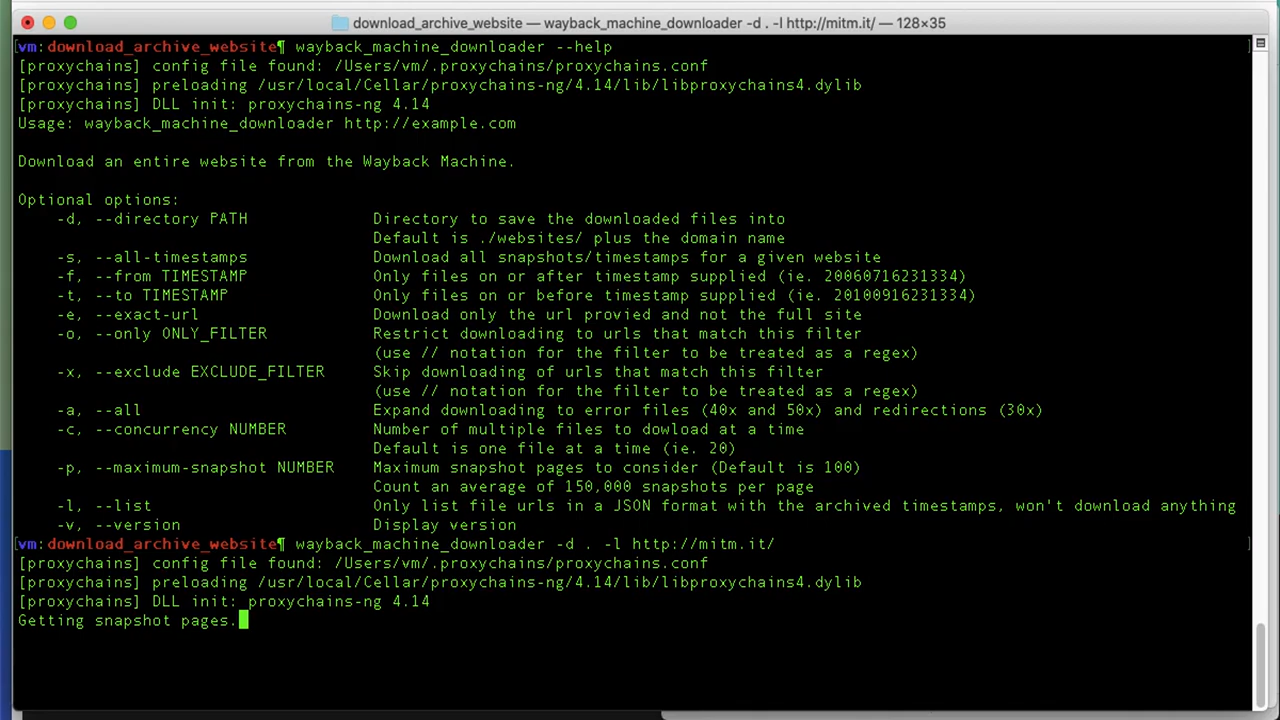 download_archive_website — wayback_machine_downloader -d . -l http://mitm.it/ — 128×35
[vm:download_archive_website¶ wayback_machine_downloader --help
[proxychains] config file found: /Users/vm/.proxychains/proxychains.conf
[proxychains] preloading /usr/local/Cellar/proxychains-ng/4.14/lib/libproxychains4.dylib
[proxychains] DLL init: proxychains-ng 4.14
Usage: wayback_machine_downloader http://example.com
Download an entire website from the Wayback Machine.
Optional options:
-d, --directory PATH Directory to save the downloaded files into
Default is ./websites/ plus the domain name
-s, --all-timestamps Download all snapshots/timestamps for a given website
-f, --from TIMESTAMP Only files on or after timestamp supplied (ie. 20060716231334)
-t, --to TIMESTAMP Only files on or before timestamp supplied (ie. 20100916231334)
-e, --exact-url Download only the url provied and not the full site
-o, --only ONLY_FILTER Restrict downloading to urls that match this filter
(use // notation for the filter to be treated as a regex)
-x, --exclude EXCLUDE_FILTER Skip downloading of urls that match this filter
(use // notation for the filter to be treated as a regex)
-a, --all Expand downloading to error files (40x and 50x) and redirections (30x)
-c, --concurrency NUMBER Number of multiple files to dowload at a time
Default is one file at a time (ie. 20)
-p, --maximum-snapshot NUMBER Maximum snapshot pages to consider (Default is 100)
Count an average of 150,000 snapshots per page
-l, --list Only list file urls in a JSON format with the archived timestamps, won't download anything
-v, --version Display version
[vm:download_archive_website¶ wayback_machine_downloader -d . -l http://mitm.it/ ]
[proxychains] config file found: /Users/vm/.proxychains/proxychains.conf
[proxychains] preloading /usr/local/Cellar/proxychains-ng/4.14/lib/libproxychains4.dylib
[proxychains] DLL init: proxychains-ng 4.14
Getting snapshot pages.